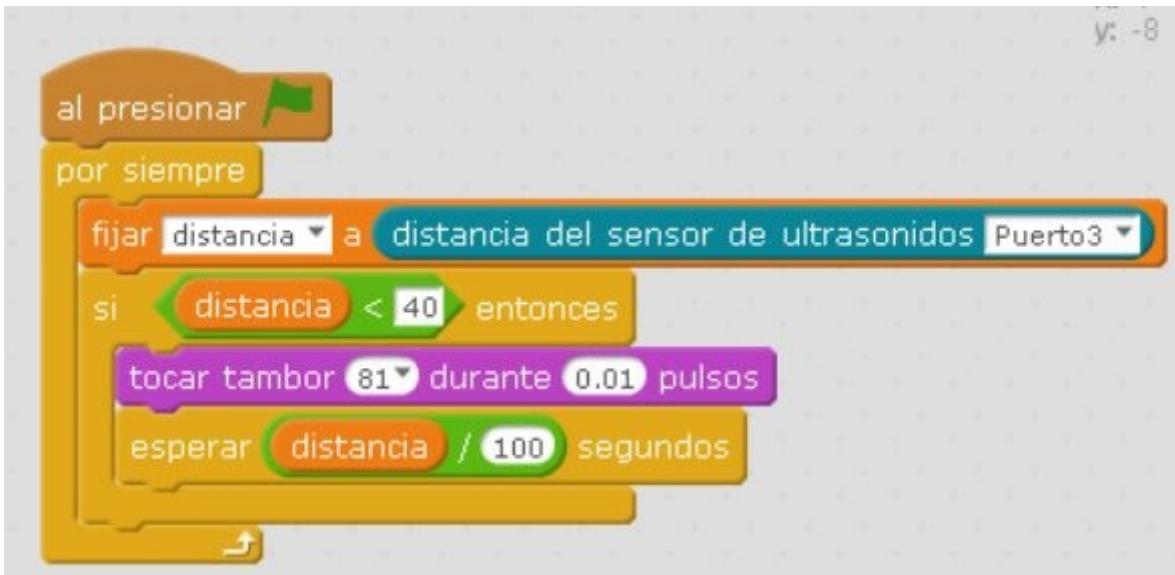 y: -8
al presionar
por siempre
fijar distancia a distancia del sensor de ultrasonidos Puerto3
si distancia < 40 entonces
tocar tambor 81 durante 0.01 pulsos
esperar distancia / 100 segundos